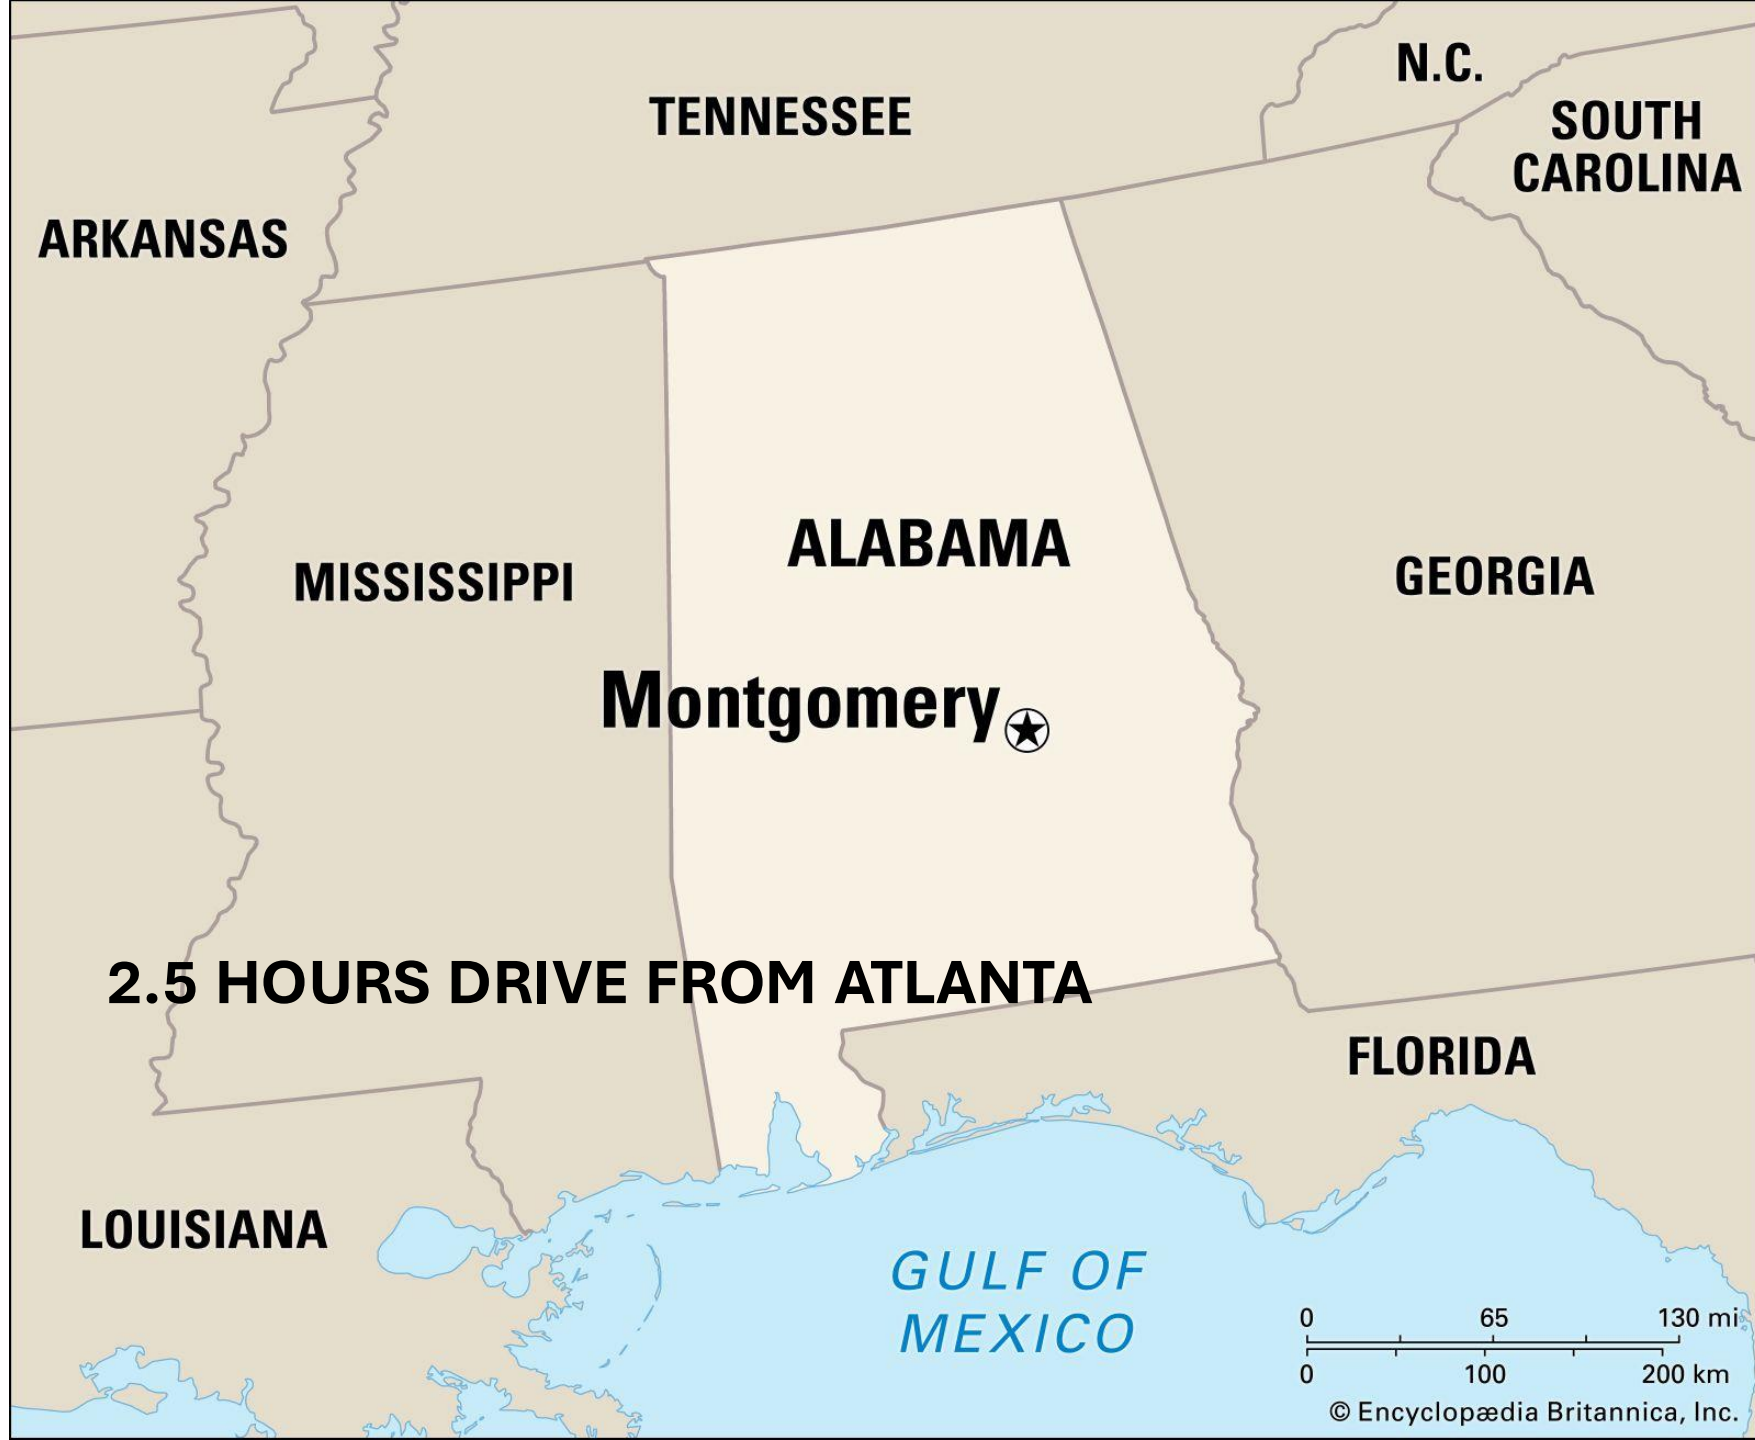 N.C.
TENNESSEE
SOUTH
CAROLINA
ARKANSAS
ALABAMA
MISSISSIPPI
GEORGIA
Montgomery
2.5 HOURS DRIVE FROM ATLANTA
FLORIDA
LOUISIANA
GULF OF
MEXICO
0 65 130 mi
0 100 200 km
© Encyclopædia Britannica, Inc.